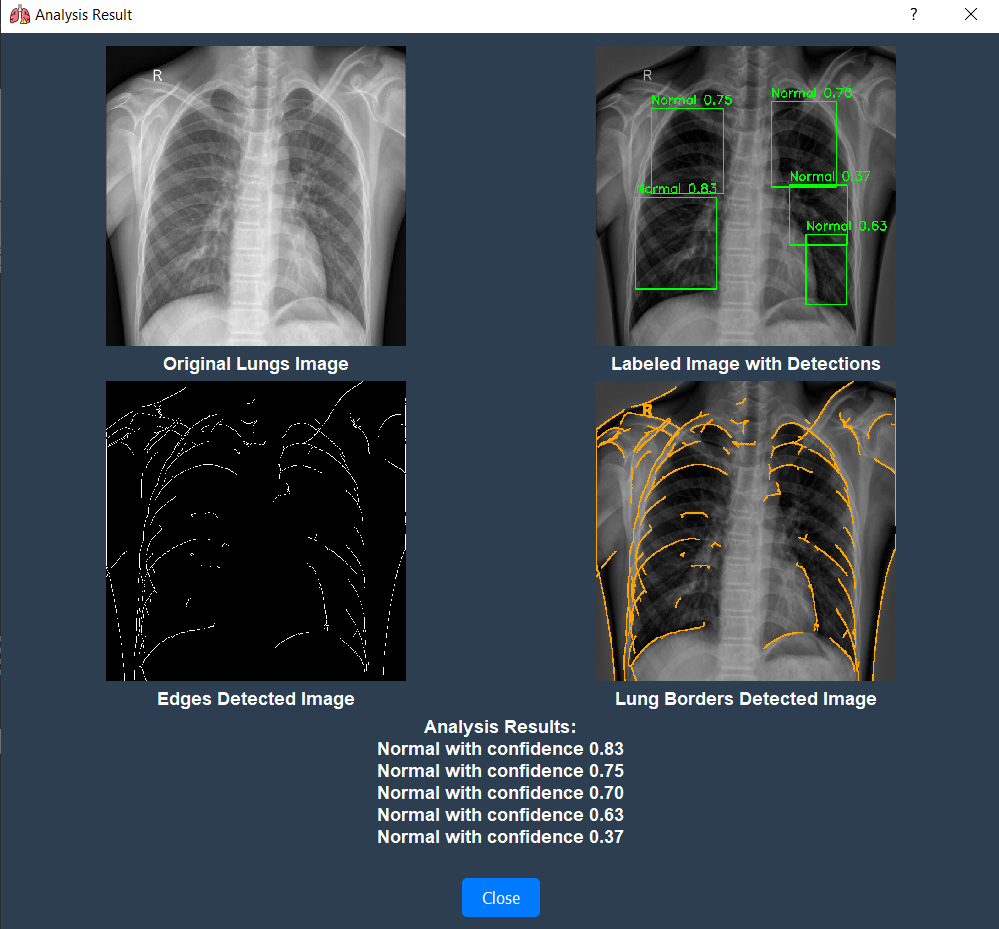 Analysis Result
?
R
R
Normal 0.75
Normal 0.70
Normal 0.37
Normal 0.83
Normal 0.63
Original Lungs Image
Labeled Image with Detections
R
Edges Detected Image
Lung Borders Detected Image
Analysis Results:
Normal with confidence 0.83
Normal with confidence 0.75
Normal with confidence 0.70
Normal with confidence 0.63
Normal with confidence 0.37
Close